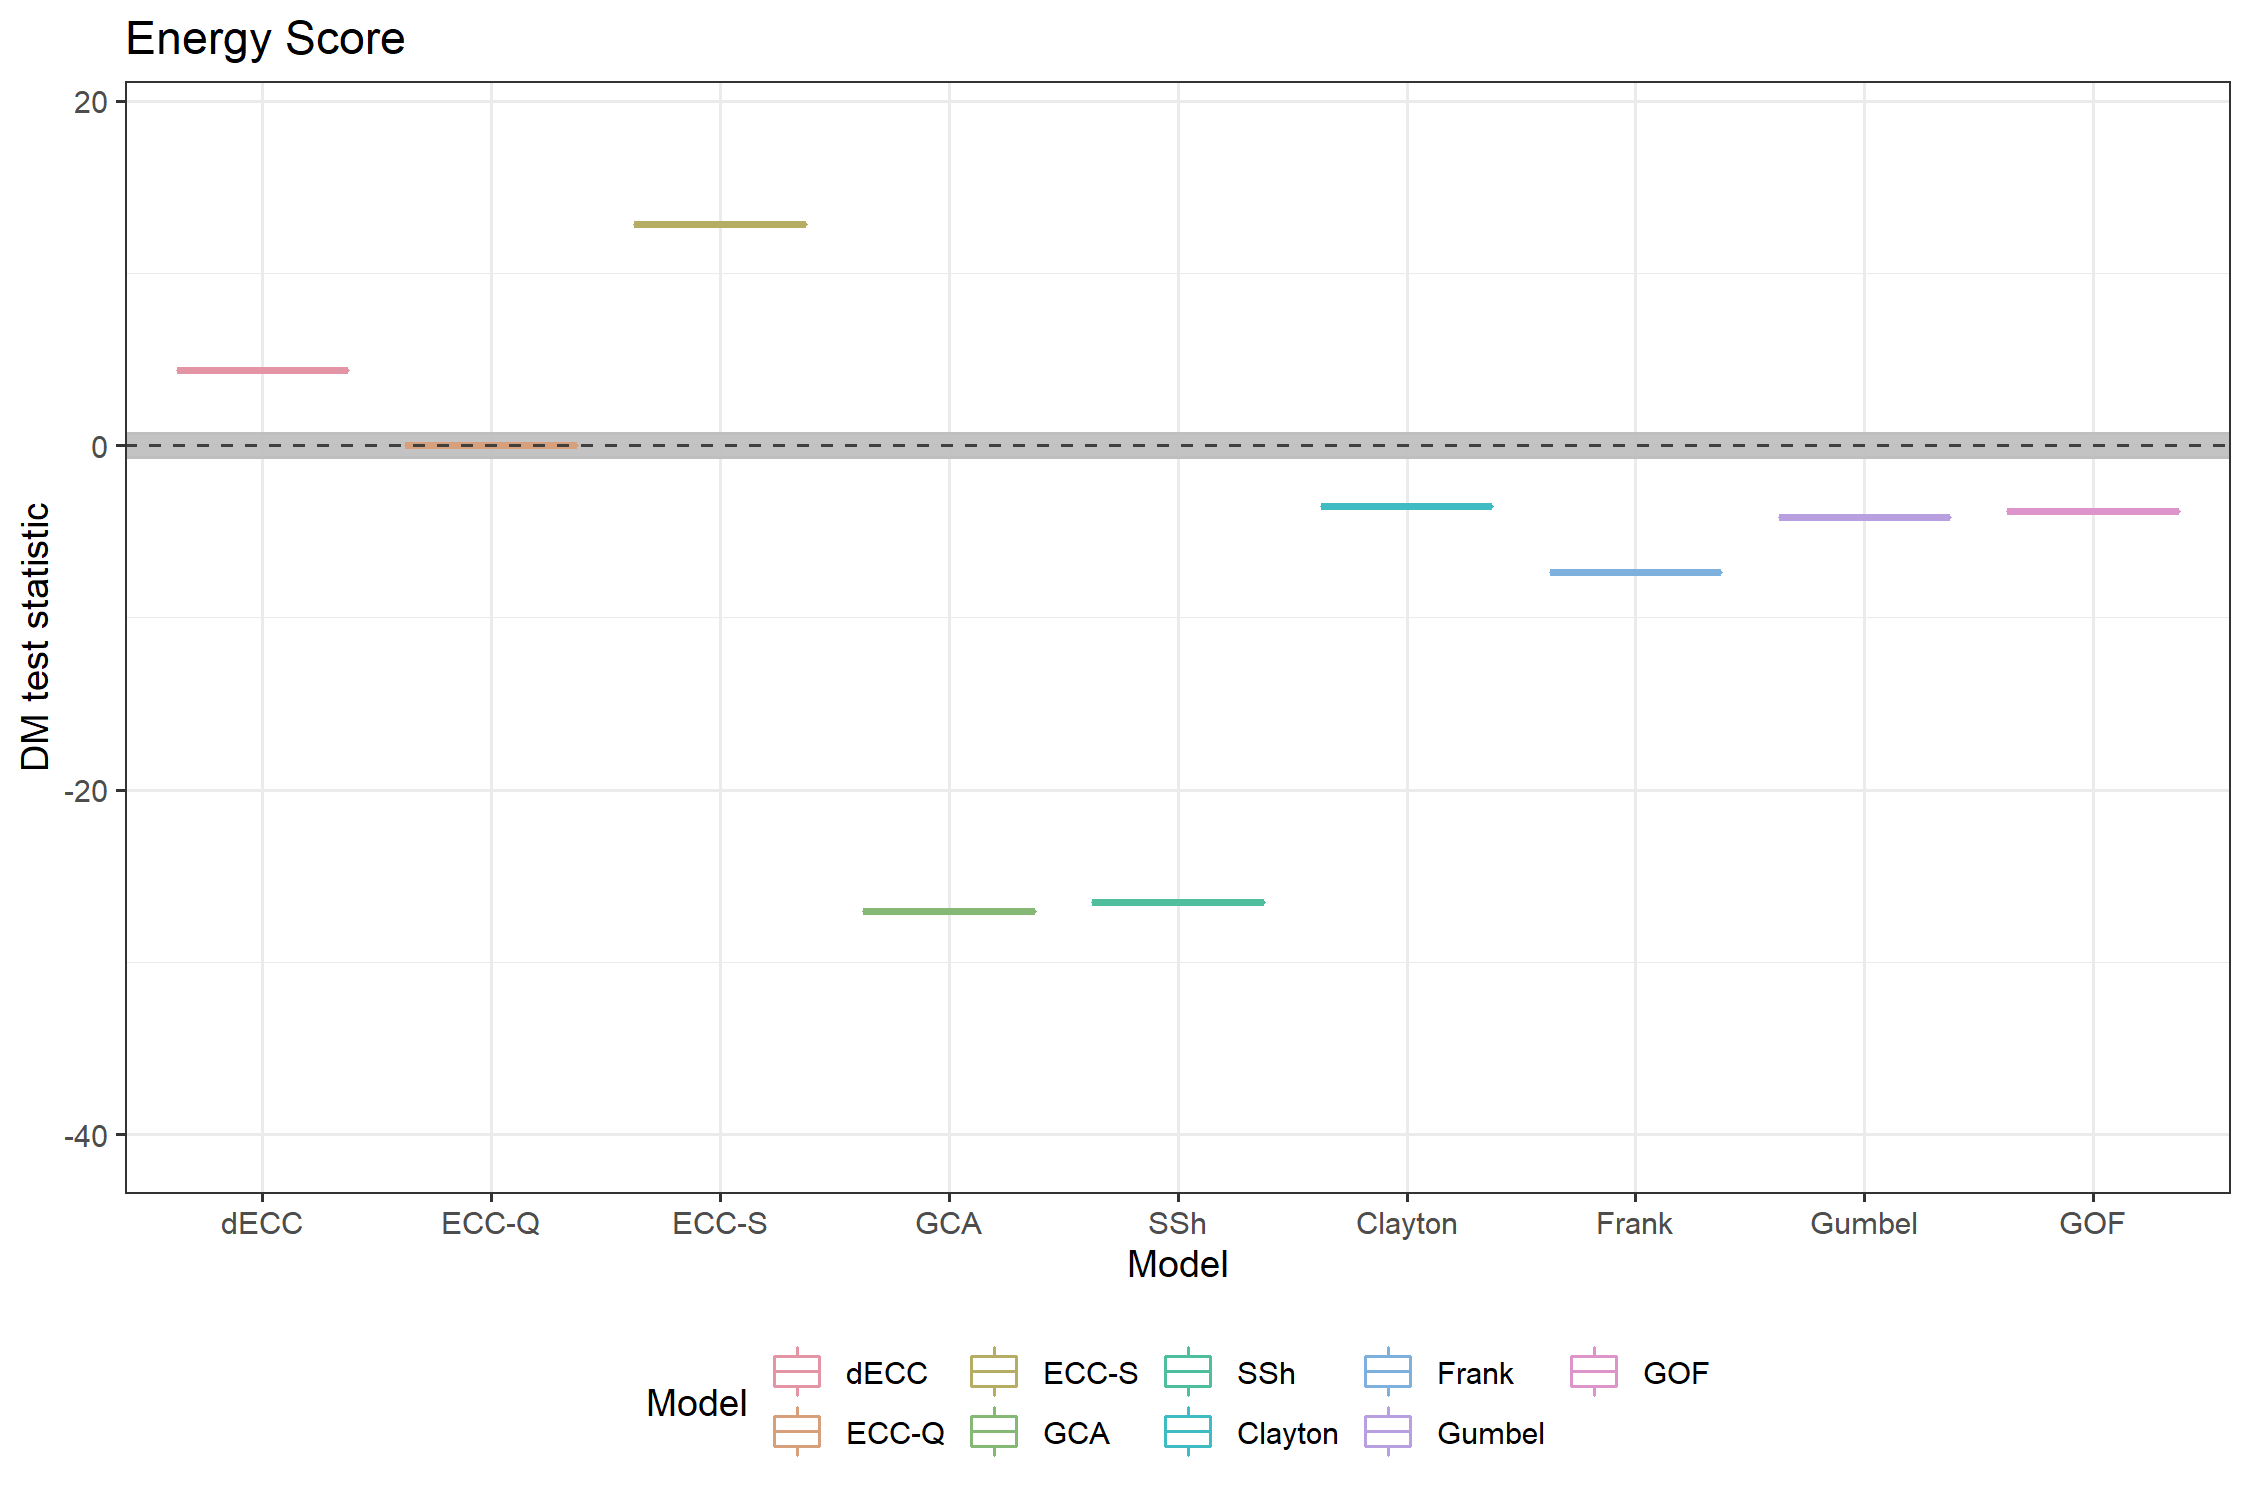 Energy Score
20
0
-20
-40
DM test statistic
dECC ECC-Q ECC-S GCA SSh Clayton Frank Gumbel GOF
Model
Model
dECC ECC-S SSh Frank GOF
ECC-Q GCA Clayton Gumbel